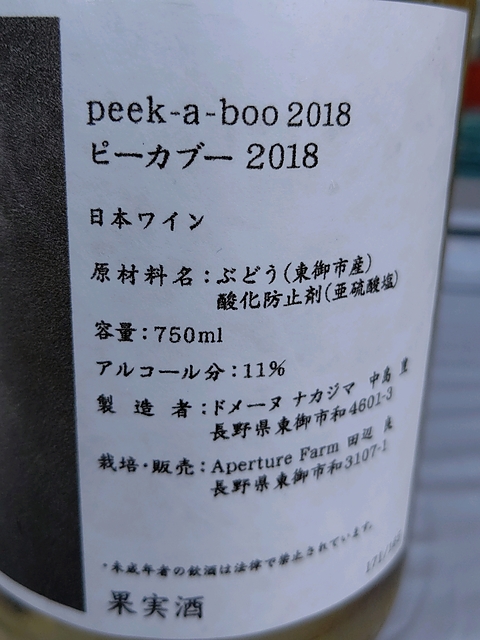 peek-a-boo 2018
ピーカブー 2018
日本ワイン
原材料名：ぶどう（東御市産）
酸化防止剤（亜硫酸塩）
容量：750ml
アルコール分：11%
製 造 者：ドメーヌ ナカジマ 中島 豊
長野県東御市和4601-3
栽培・販売：Aperture Farm 田辺 良
長野県東御市和3107-1
・未成年者の飲酒は法律で禁止されています。
果実酒